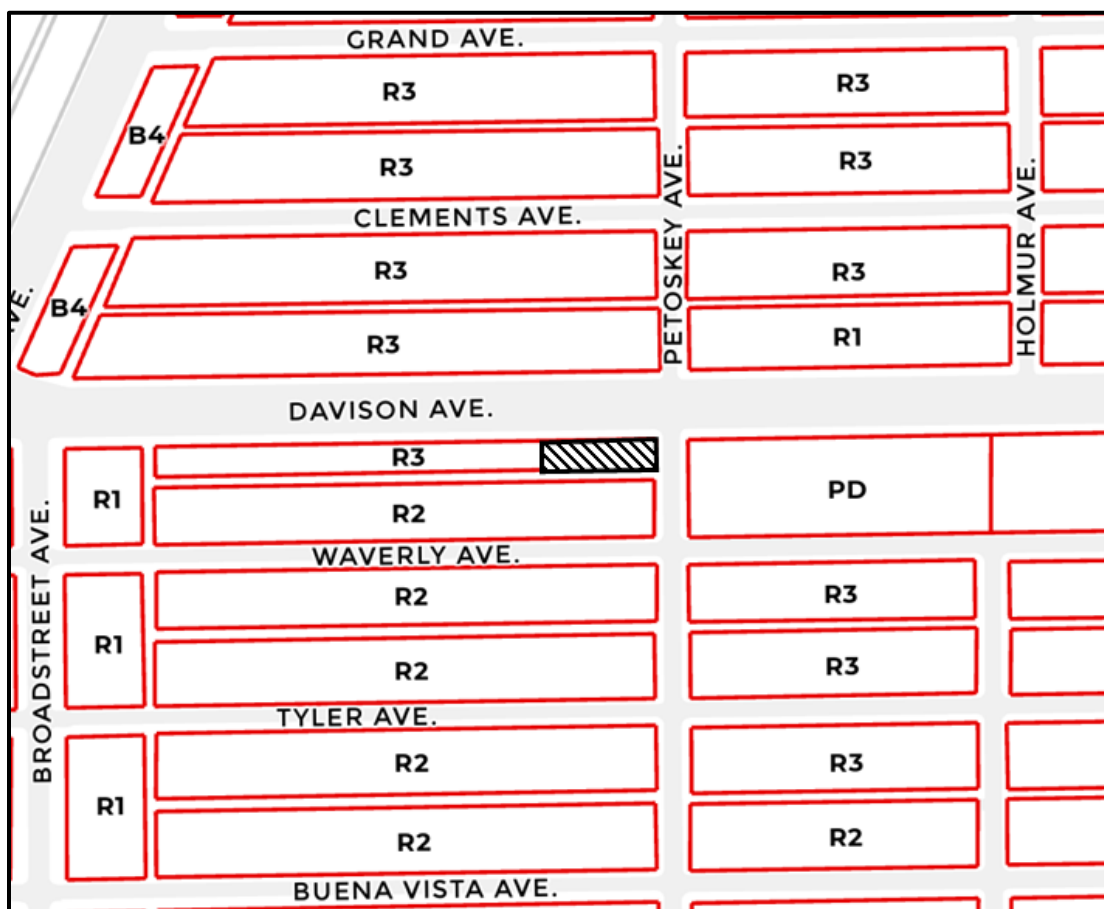 GRAND AVE.
R3
R3
B4
R3
R3
CLEMENTS AVE.
PETOSKEY AVE.
HOLMUR AVE.
R3
R3
B4
VE.
R3
R1
DAVISON AVE.
R3
R1
R2
PD
BROADSTREET AVE.
WAVERLY AVE.
R2
R3
R1
R2
R3
TYLER AVE.
R2
R3
R1
R2
R2
BUENA VISTA AVE.